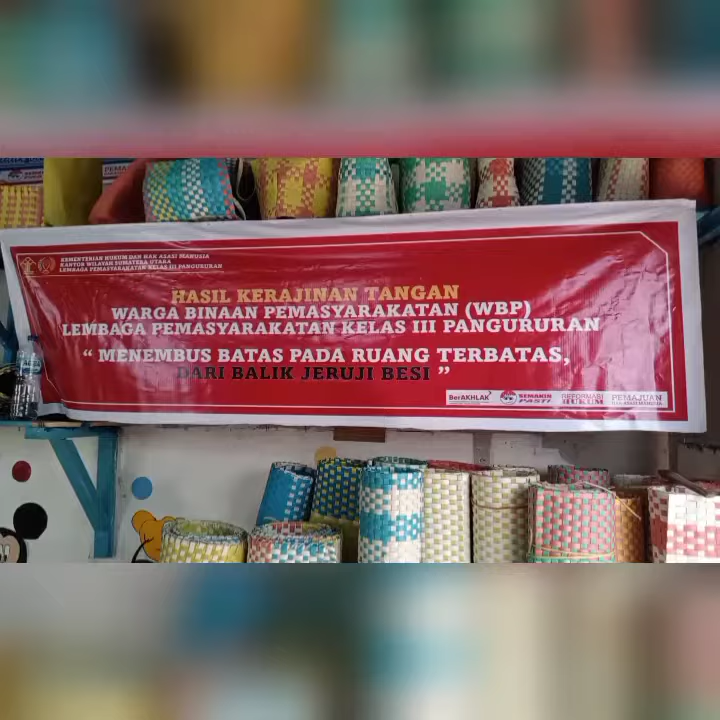 KEMENTERIAN HUKUM DAN HAK ASASI MANUSIA
KANTOR WILAYAH SUMATERA UTARA
LEMBAGA PEMASYARAKATAN KELAS III PANGURURAN
HASIL KERAJINAN TANGAN
WARGA BINAAN PEMASYARAKATAN (WBP)
LEMBAGA PEMASYARAKATAN KELAS III PANGURURAN
“ MENEMBUS BATAS PADA RUANG TERBATAS,
DARI BALIK JERUJI BESI ”
BerAKHLAK
SEMAKIN PASTI
REFORMASI HUKUM
PEMAJUAN